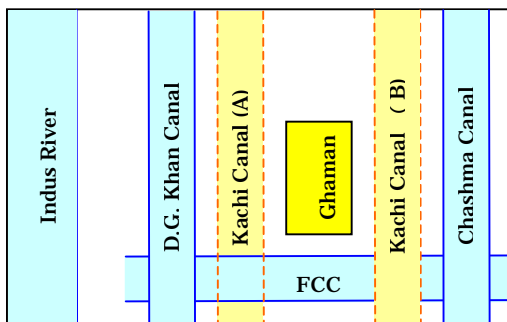 Indus River
D.G. Khan Canal
Kachi Canal (A)
Ghaman
Kachi Canal ( B)
Chashma Canal
FCC